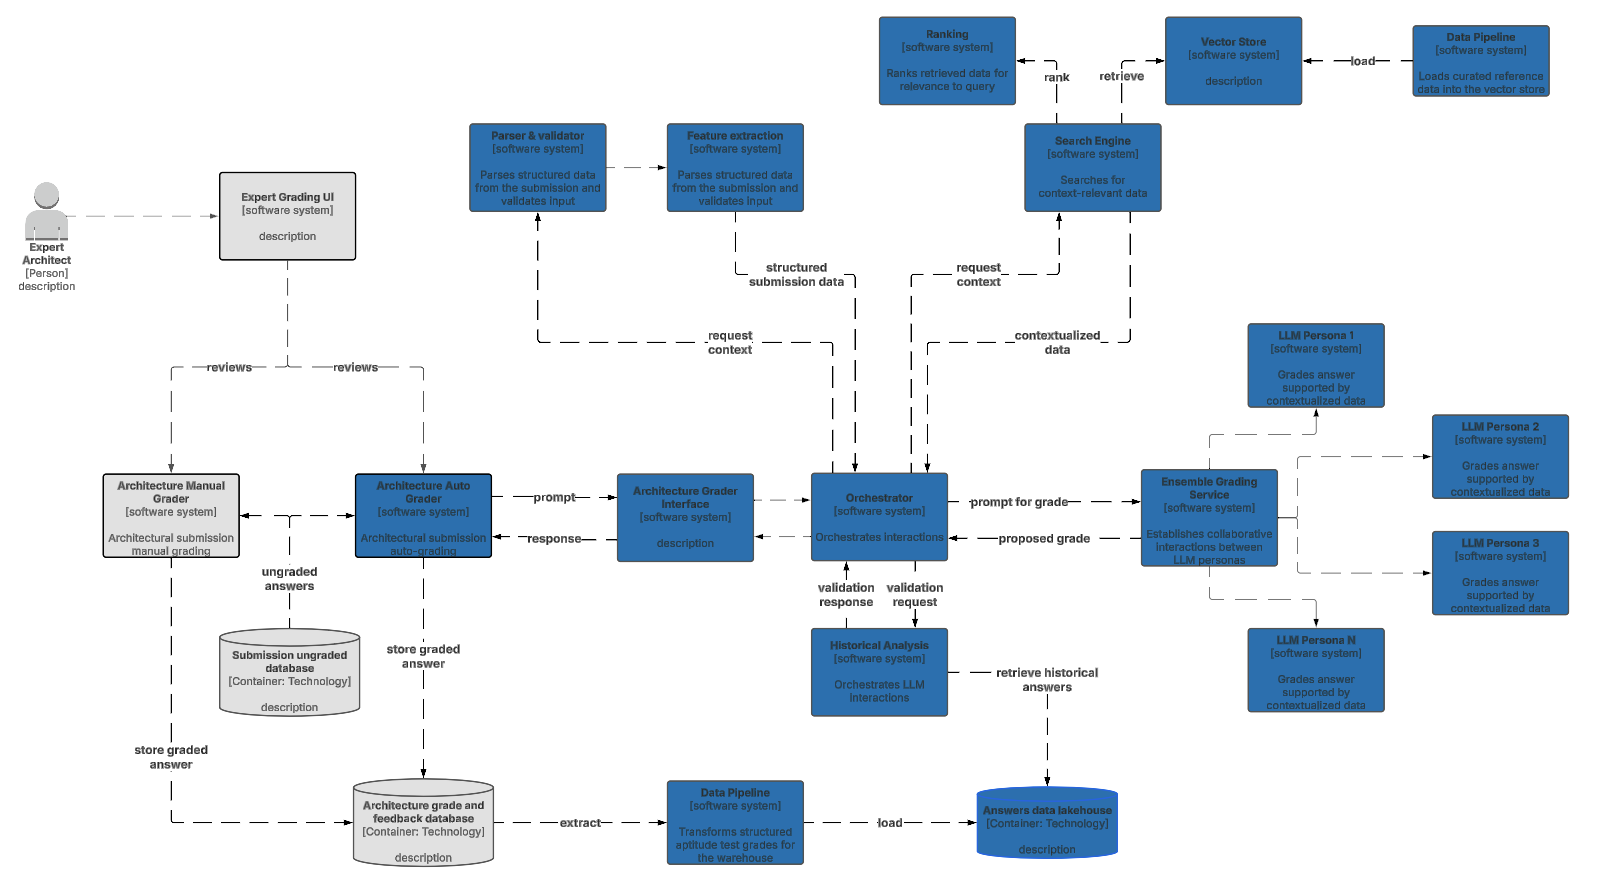 Ranking
[software system]
Ranks retrieved data for
relevance to query
rank
retrieve
Vector Store
[software system]
description
load
Data Pipeline
[software system]
Loads curated reference
data into the vector store
Parser & validator
[software system]
Parses structured data
from the submission and
validates input
Feature extraction
[software system]
Parses structured data
from the submission and
validates input
Search Engine
[software system]
Searches for
context-relevant data
Expert
Architect
[Person]
description
Expert Grading UI
[software system]
description
structured
submission data
request
context
request
context
contextualized
data
reviews
reviews
LLM Persona 1
[software system]
Grades answer
supported by
contextualized data
LLM Persona 2
[software system]
Grades answer
supported by
contextualized data
Architecture Manual
Grader
[software system]
Architectural submission
manual grading
Architecture Auto
Grader
[software system]
Architectural submission
auto-grading
prompt
response
Architecture Grader
Interface
[software system]
description
Orchestrator
[software system]
Orchestrates interactions
prompt for grade
proposed grade
Ensemble Grading
Service
[software system]
Establishes collaborative
interactions between
LLM personas
LLM Persona 3
[software system]
Grades answer
supported by
contextualized data
ungraded
answers
validation
response
validation
request
Submission ungraded
database
[Container: Technology]
description
store graded
answer
Historical Analysis
[software system]
Orchestrates LLM
interactions
retrieve historical
answers
LLM Persona N
[software system]
Grades answer
supported by
contextualized data
store graded
answer
Architecture grade and
feedback database
[Container: Technology]
description
extract
Data Pipeline
[software system]
Transforms structured
aptitude test grades for
the warehouse
load
Answers data lakehouse
[Container: Technology]
description